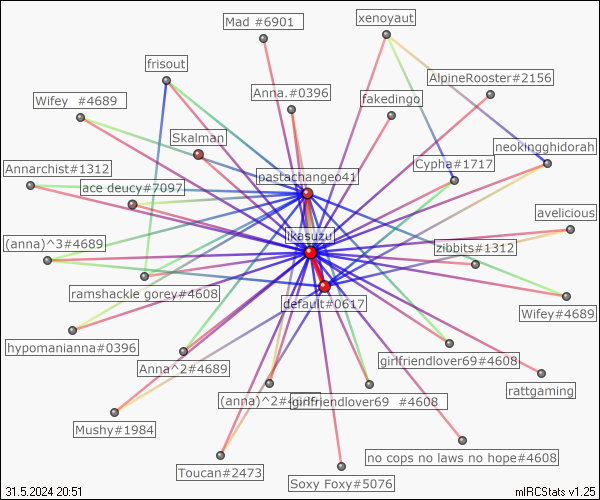 Mad #6901
xenoyaut
frisout
AlpineRooster#2156
Wifey  #4689
Anna.#0396
fakedingo
Skalman
neokingghidorah
Annarchist#1312
Cypha#1717
pastachangeo41
ace deucy#7097
avelicious
ikasuzu
(anna)^3#4689
zibbits#1312
ramshackle gorey#4608
default#0617
Wifey#4689
hypomanianna#0396
girlfriendlover69#4608
Anna^2#4689
rattgaming
(anna)^2#4
girlfriendlover69  #4608
Mushy#1984
no cops no laws no hope#4608
Toucan#2473
Soxy Foxy#5076
31.5.2024 20:51
mIRCStats v1.25